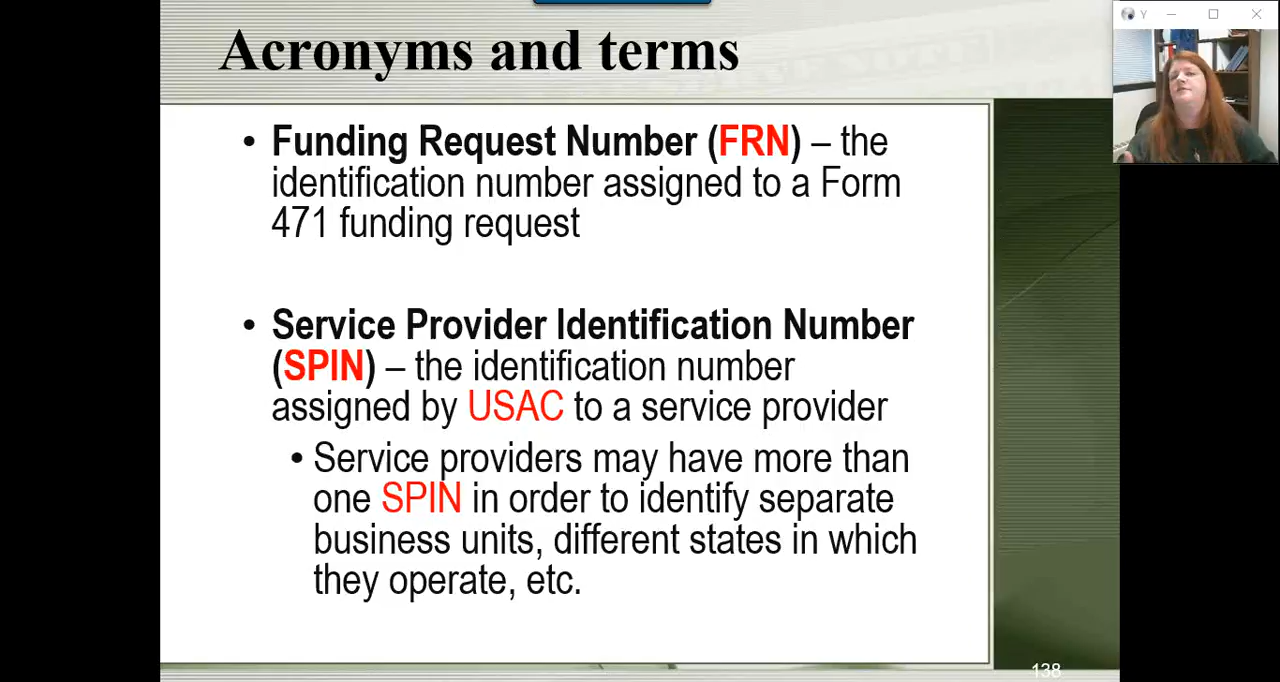 Acronyms and terms
Y
• Funding Request Number (FRN) – the
identification number assigned to a Form
471 funding request
• Service Provider Identification Number
(SPIN) – the identification number
assigned by USAC to a service provider
• Service providers may have more than
one SPIN in order to identify separate
business units, different states in which
they operate, etc.
138